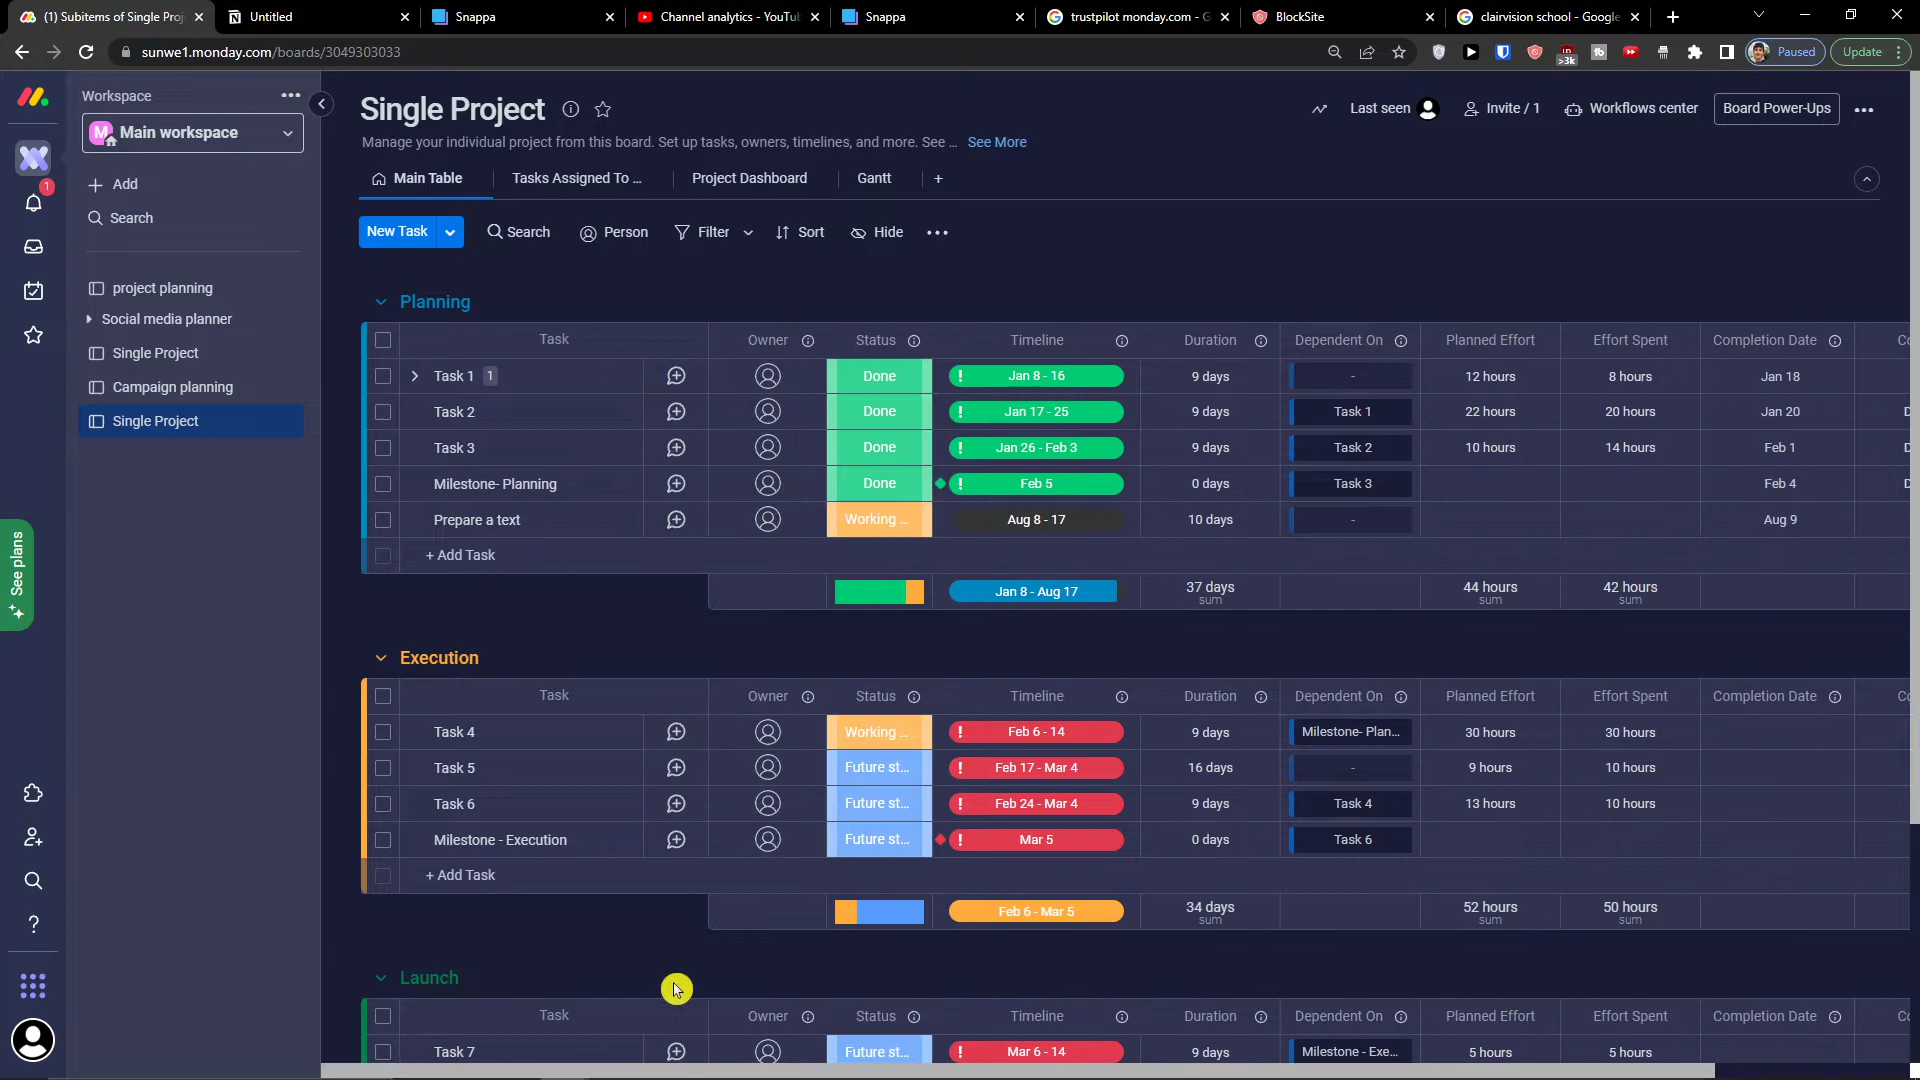 (1) Subitems of Single Proj
Untitled
Snappa
Channel analytics - YouTu
Snappa
trustpilot monday.com - G
BlockSite
clairvision school - Google
sunwe1.monday.com/boards/3049303033
>3k
Paused
Update
Workspace
M Main workspace
Add
Search
project planning
Social media planner
Single Project
Campaign planning
Single Project
1
See plans
Single Project
Last seen
Invite / 1
Workflows center
Board Power-Ups
Manage your individual project from this board. Set up tasks, owners, timelines, and more. See ... See More
Main Table
Tasks Assigned To ...
Project Dashboard
Gantt
New Task
Search
Person
Filter
Sort
Hide
Planning
Task Owner Status Timeline Duration Dependent On Planned Effort Effort Spent Completion Date Co
Task 1 1 Done ! Jan 8 - 16 9 days - 12 hours 8 hours Jan 18
Task 2 Done ! Jan 17 - 25 9 days Task 1 22 hours 20 hours Jan 20 D
Task 3 Done ! Jan 26 - Feb 3 9 days Task 2 10 hours 14 hours Feb 1 D
Milestone- Planning Done ! Feb 5 0 days Task 3 Feb 4 D
Prepare a text Working ... Aug 8 - 17 10 days - Aug 9
+ Add Task
Jan 8 - Aug 17 37 days 44 hours 42 hours
sum sum sum
Execution
Task Owner Status Timeline Duration Dependent On Planned Effort Effort Spent Completion Date Co
Task 4 Working ... ! Feb 6 - 14 9 days Milestone- Plan... 30 hours 30 hours
Task 5 Future st... ! Feb 17 - Mar 4 16 days - 9 hours 10 hours
Task 6 Future st... ! Feb 24 - Mar 4 9 days Task 4 13 hours 10 hours
Milestone - Execution Future st... ! Mar 5 0 days Task 6
+ Add Task
Feb 6 - Mar 5 34 days 52 hours 50 hours
sum sum sum
Launch
Task Owner Status Timeline Duration Dependent On Planned Effort Effort Spent Completion Date Co
Task 7 Future st... ! Mar 6 - 14 9 days Milestone - Exe... 5 hours 5 hours